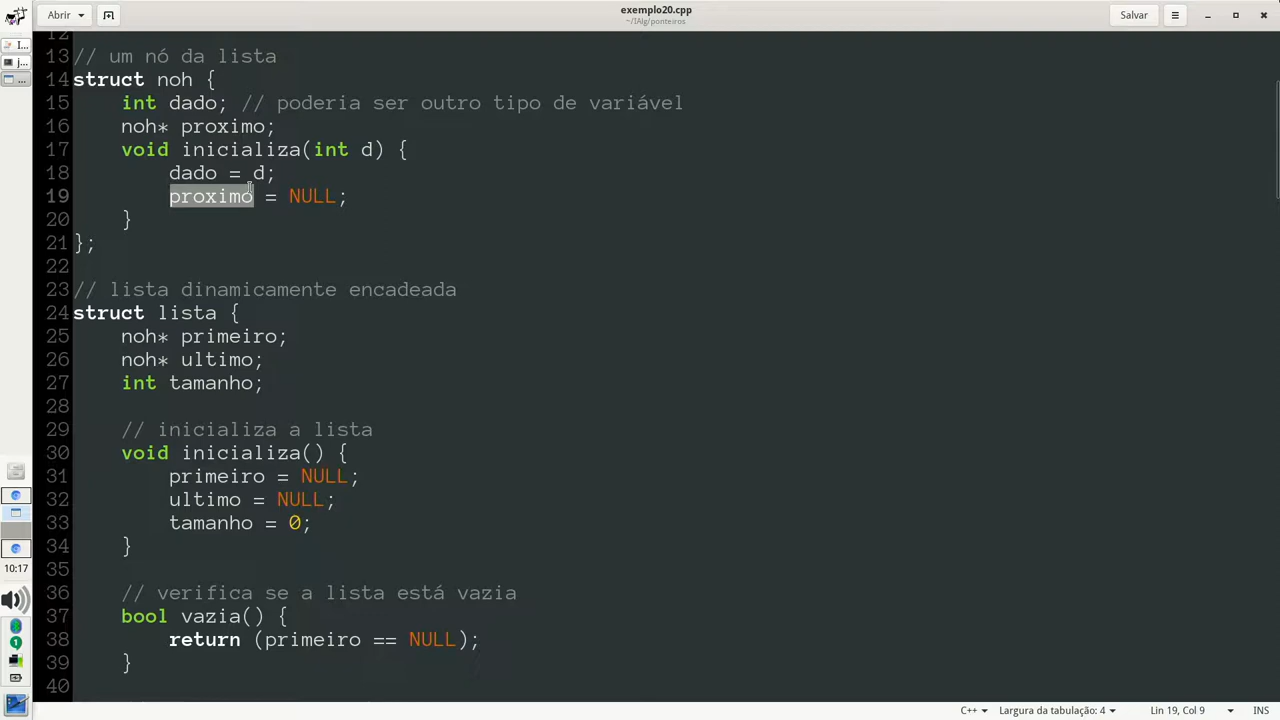 Abrir
exemplo20.cpp
~/IAlg/ponteiros
Salvar
I...
j...
...
12
13 // um nó da lista
14 struct noh {
15 int dado; // poderia ser outro tipo de variável
16 noh* proximo;
17 void inicializa(int d) {
18 dado = d;
19 proximo = NULL;
20 }
21 };
22
23 // lista dinamicamente encadeada
24 struct lista {
25 noh* primeiro;
26 noh* ultimo;
27 int tamanho;
28
29 // inicializa a lista
30 void inicializa() {
31 primeiro = NULL;
32 ultimo = NULL;
33 tamanho = 0;
34 }
35
36 // verifica se a lista está vazia
37 bool vazia() {
38 return (primeiro == NULL);
39 }
40
10:17
1
C++
Largura da tabulação: 4
Lin 19, Col 9
INS